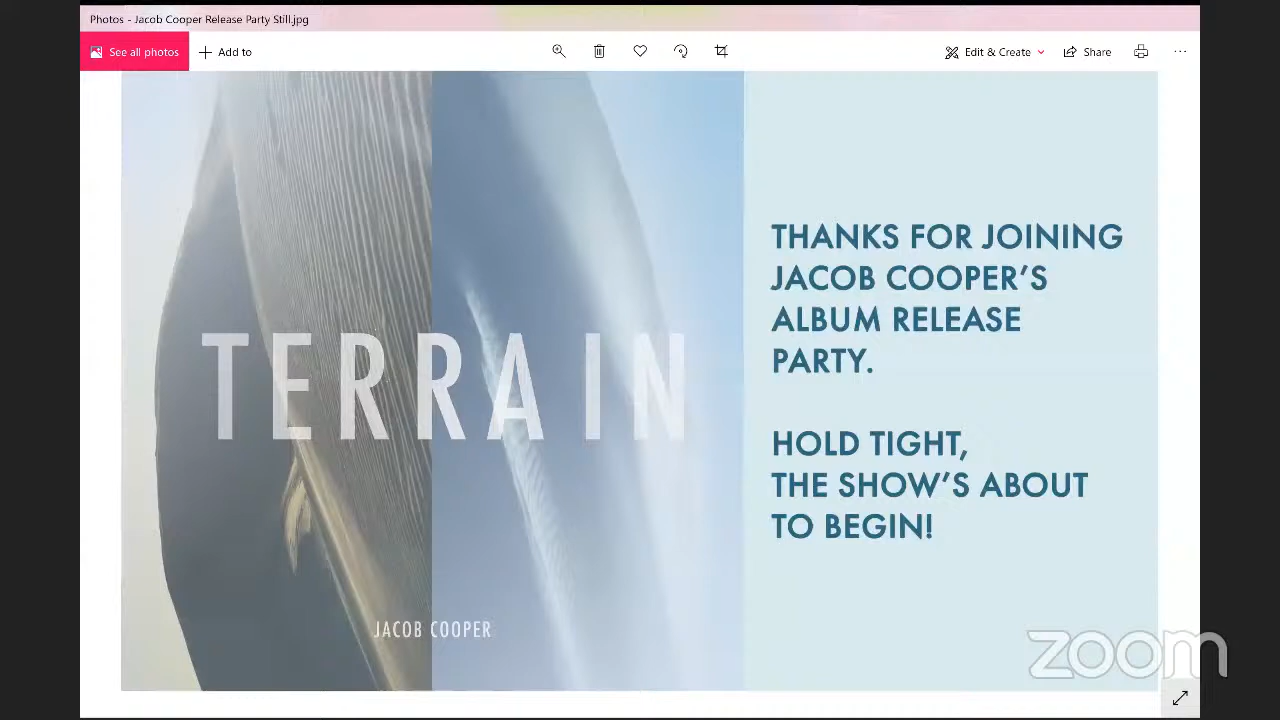 Photos - Jacob Cooper Release Party Still.jpg
See all photos
Add to
Edit & Create
Share
TERRAIN
JACOB COOPER
THANKS FOR JOINING
JACOB COOPER’S
ALBUM RELEASE
PARTY.
HOLD TIGHT,
THE SHOW’S ABOUT
TO BEGIN!
zoom